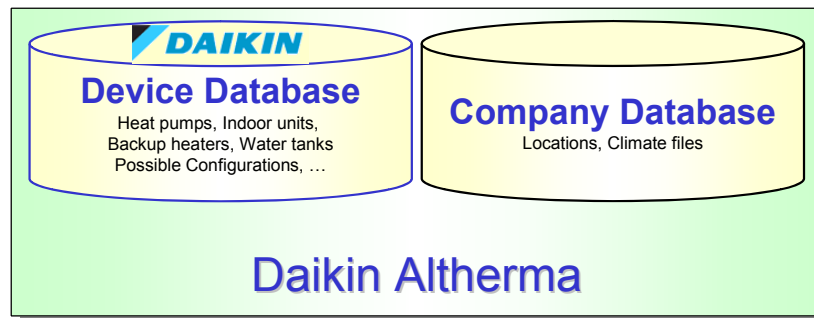 DAIKIN
Device Database
Heat pumps, Indoor units,
Backup heaters, Water tanks
Possible Configurations, …
Company Database
Locations, Climate files
Daikin Altherma